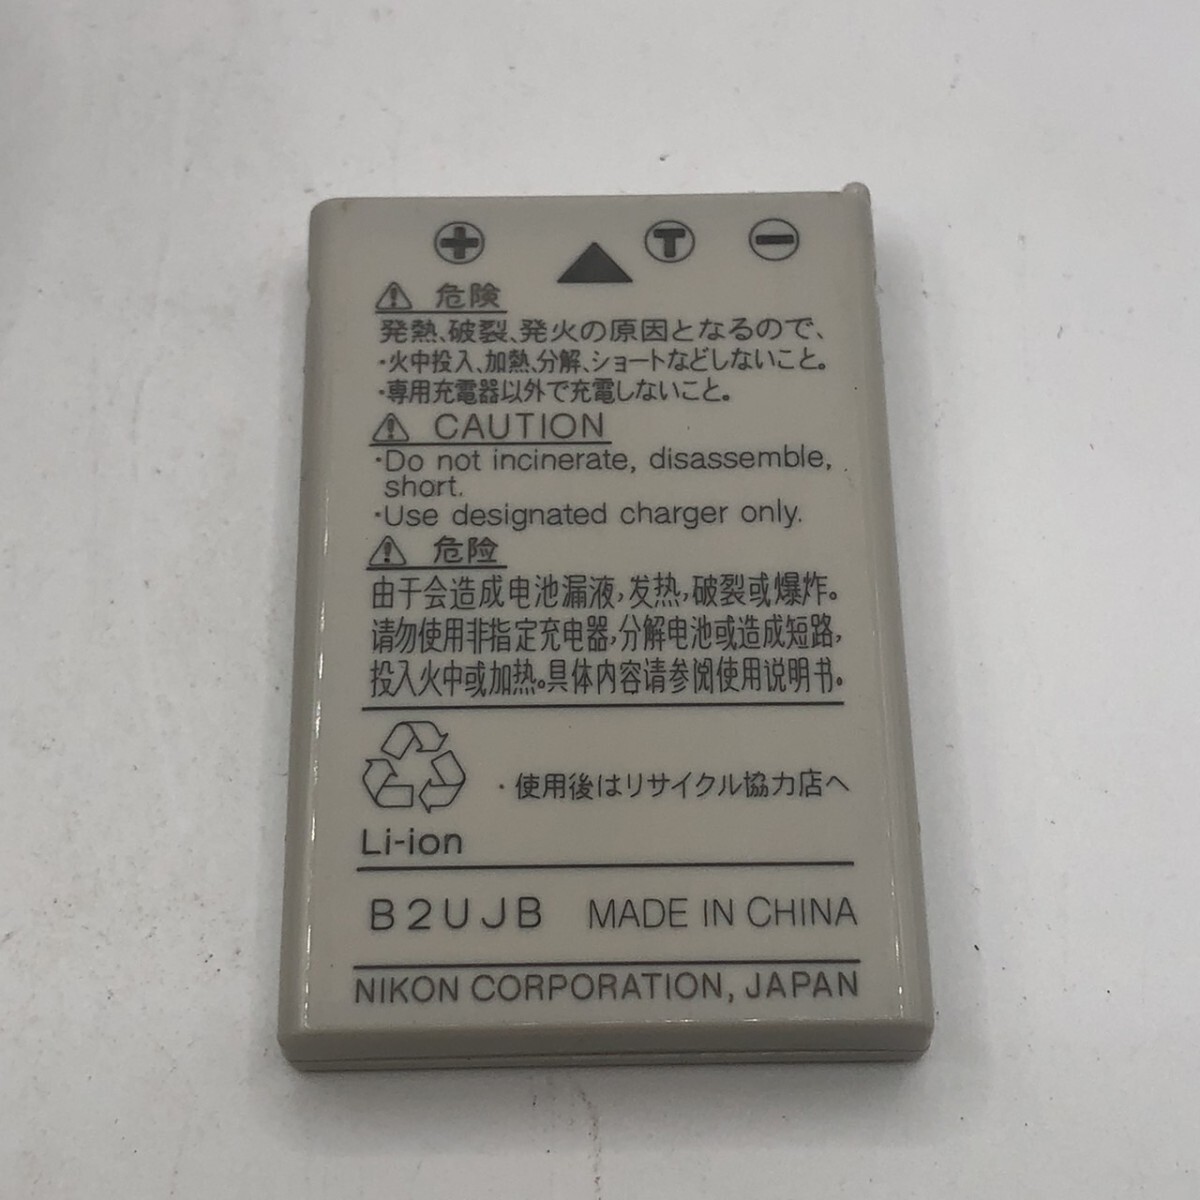 + T −
危険
発熱、破裂、発火の原因となるので、
・火中投入、加熱、分解、ショートなどしないこと。
・専用充電器以外で充電しないこと。
CAUTION
・Do not incinerate, disassemble,
short.
・Use designated charger only.
危险
由于会造成电池漏液,发热,破裂或爆炸。
请勿使用非指定充电器,分解电池或造成短路,
投入火中或加热。具体内容请参阅使用说明书。
・使用後はリサイクル協力店へ
Li-ion
B2UJB MADE IN CHINA
NIKON CORPORATION, JAPAN